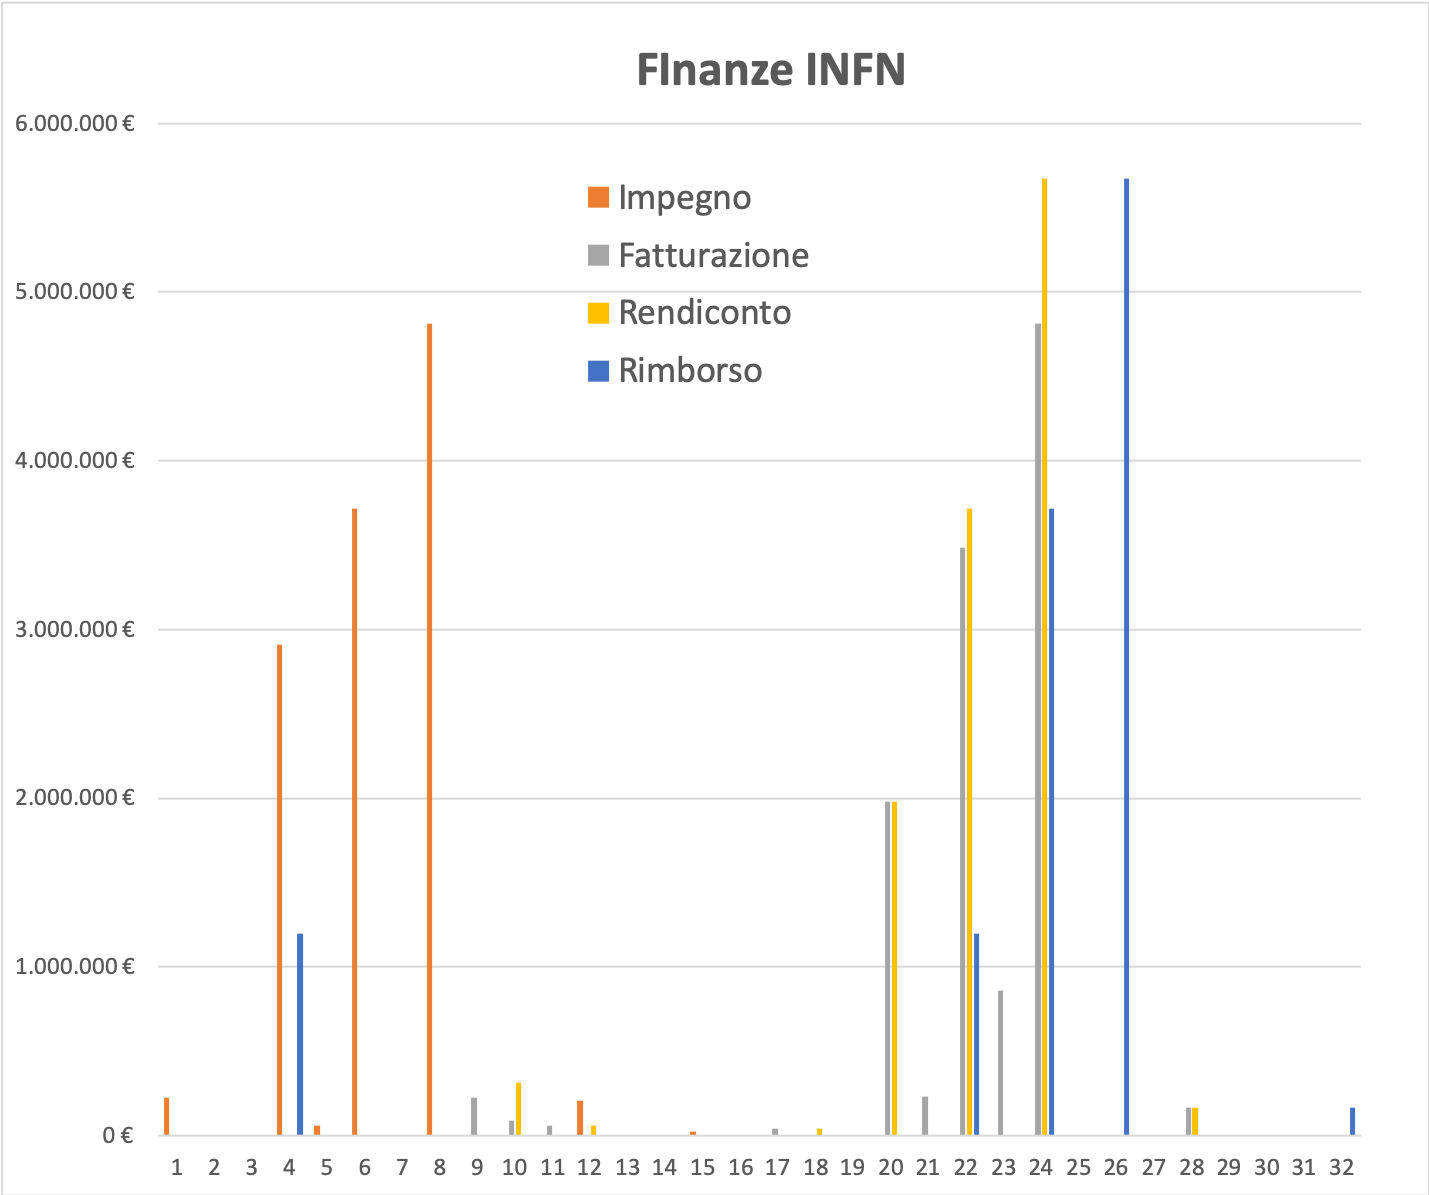 FInanze INFN
6.000.000 €
5.000.000 €
4.000.000 €
3.000.000 €
2.000.000 €
1.000.000 €
0 €
Impegno
Fatturazione
Rendiconto
Rimborso
1 2 3 4 5 6 7 8 9 10 11 12 13 14 15 16 17 18 19 20 21 22 23 24 25 26 27 28 29 30 31 32